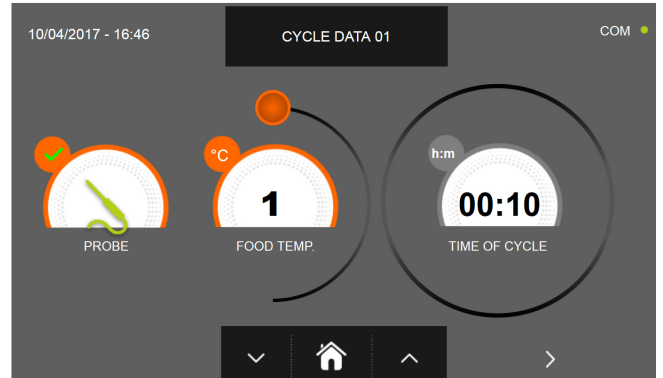 10/04/2017 - 16:46
CYCLE DATA 01
COM
°C
h:m
1
00:10
PROBE
FOOD TEMP.
TIME OF CYCLE